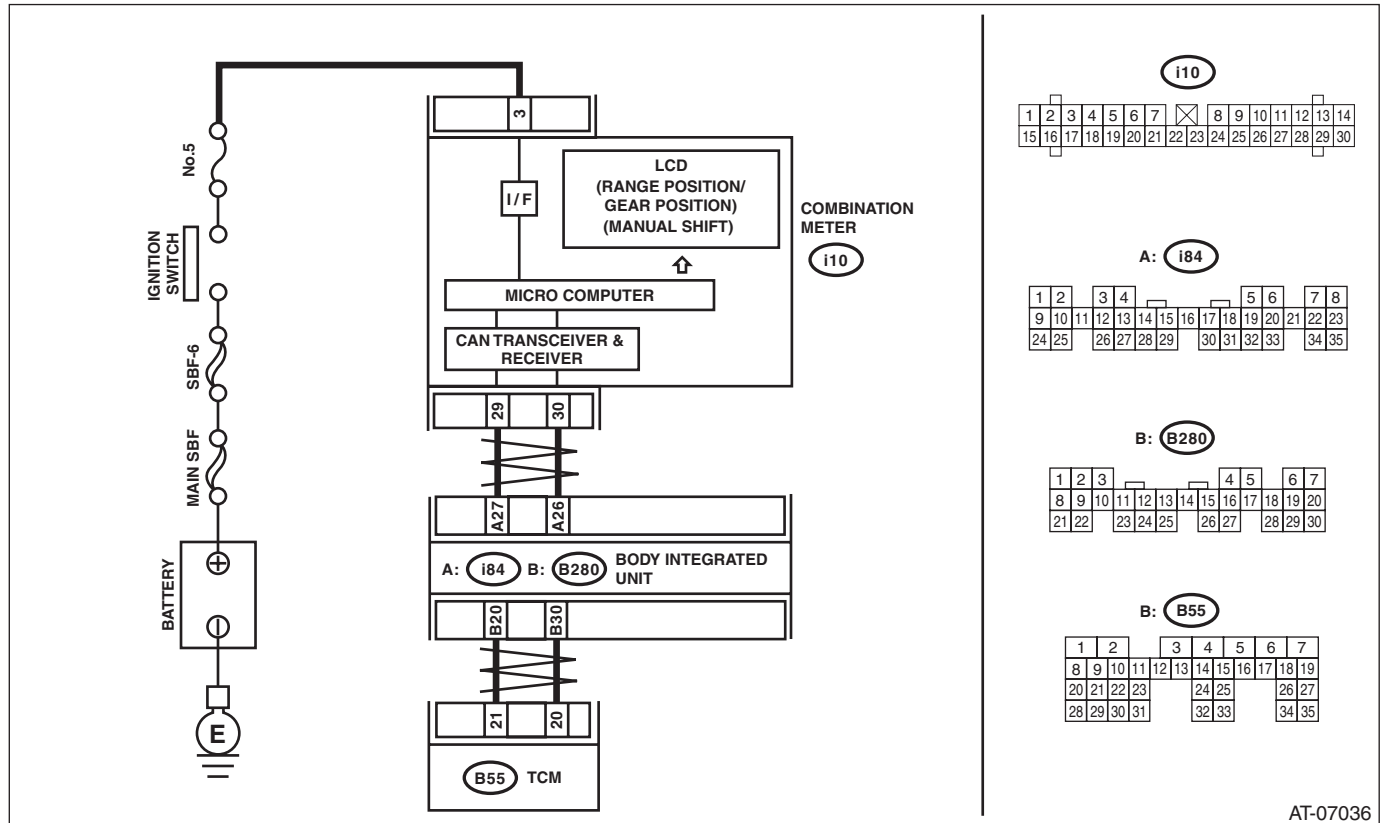 No.5
IGNITION
SWITCH
SBF-6
MAIN SBF
BATTERY
E
3
I / F
LCD
(RANGE POSITION/
GEAR POSITION)
(MANUAL SHIFT)
COMBINATION
METER
i10
MICRO COMPUTER
CAN TRANSCEIVER &
RECEIVER
29 30
A27 A26
A: i84 B: B280 BODY INTEGRATED
UNIT
B20 B30
21 20
B55 TCM
i10
1 2 3 4 5 6 7 8 9 10 11 12 13 14
15 16 17 18 19 20 21 22 23 24 25 26 27 28 29 30
A: i84
1 2 3 4 5 6 7 8
9 10 11 12 13 14 15 16 17 18 19 20 21 22 23
24 25 26 27 28 29 30 31 32 33 34 35
B: B280
1 2 3 4 5 6 7
8 9 10 11 12 13 14 15 16 17 18 19 20
21 22 23 24 25 26 27 28 29 30
B: B55
1 2 3 4 5 6 7
8 9 10 11 12 13 14 15 16 17 18 19
20 21 22 23 24 25 26 27
28 29 30 31 32 33 34 35
AT-07036